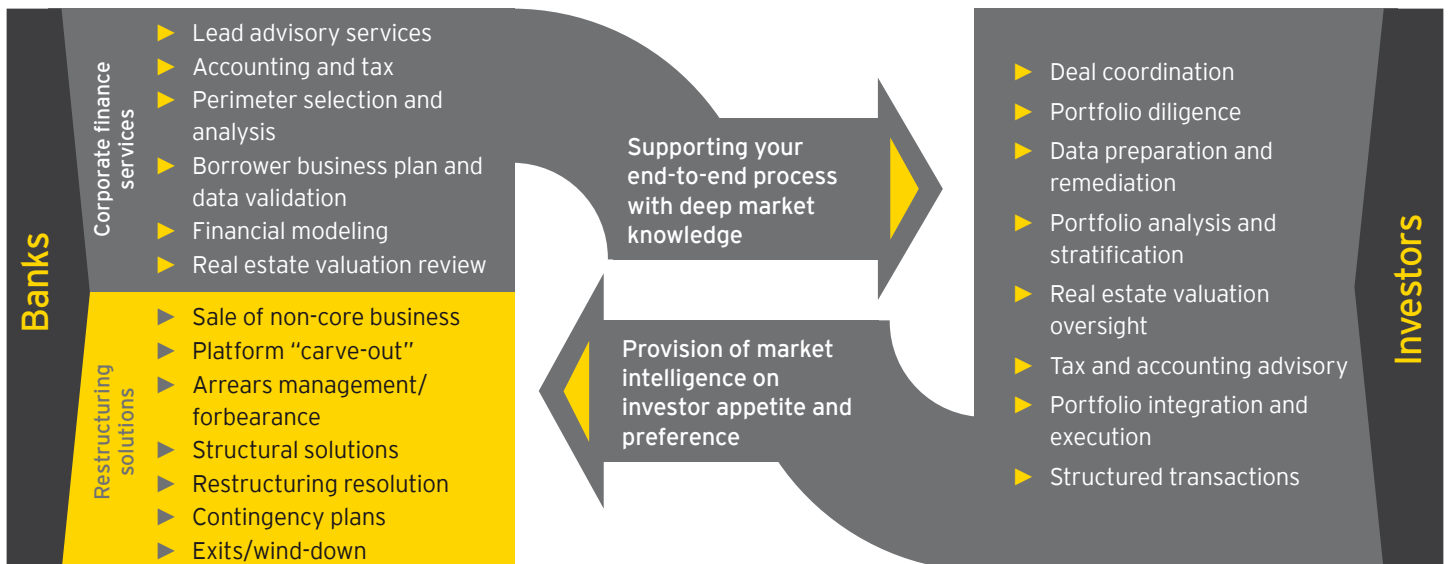 Banks
Corporate finance
services
Lead advisory services
Accounting and tax
Perimeter selection and
analysis
Borrower business plan and
data validation
Financial modeling
Real estate valuation review
Restructuring
solutions
Sale of non-core business
Platform “carve-out”
Arrears management/
forbearance
Structural solutions
Restructuring resolution
Contingency plans
Exits/wind-down
Supporting your
end-to-end process
with deep market
knowledge
Provision of market
intelligence on
investor appetite and
preference
Deal coordination
Portfolio diligence
Data preparation and
remediation
Portfolio analysis and
stratification
Real estate valuation
oversight
Tax and accounting advisory
Portfolio integration and
execution
Structured transactions
Investors